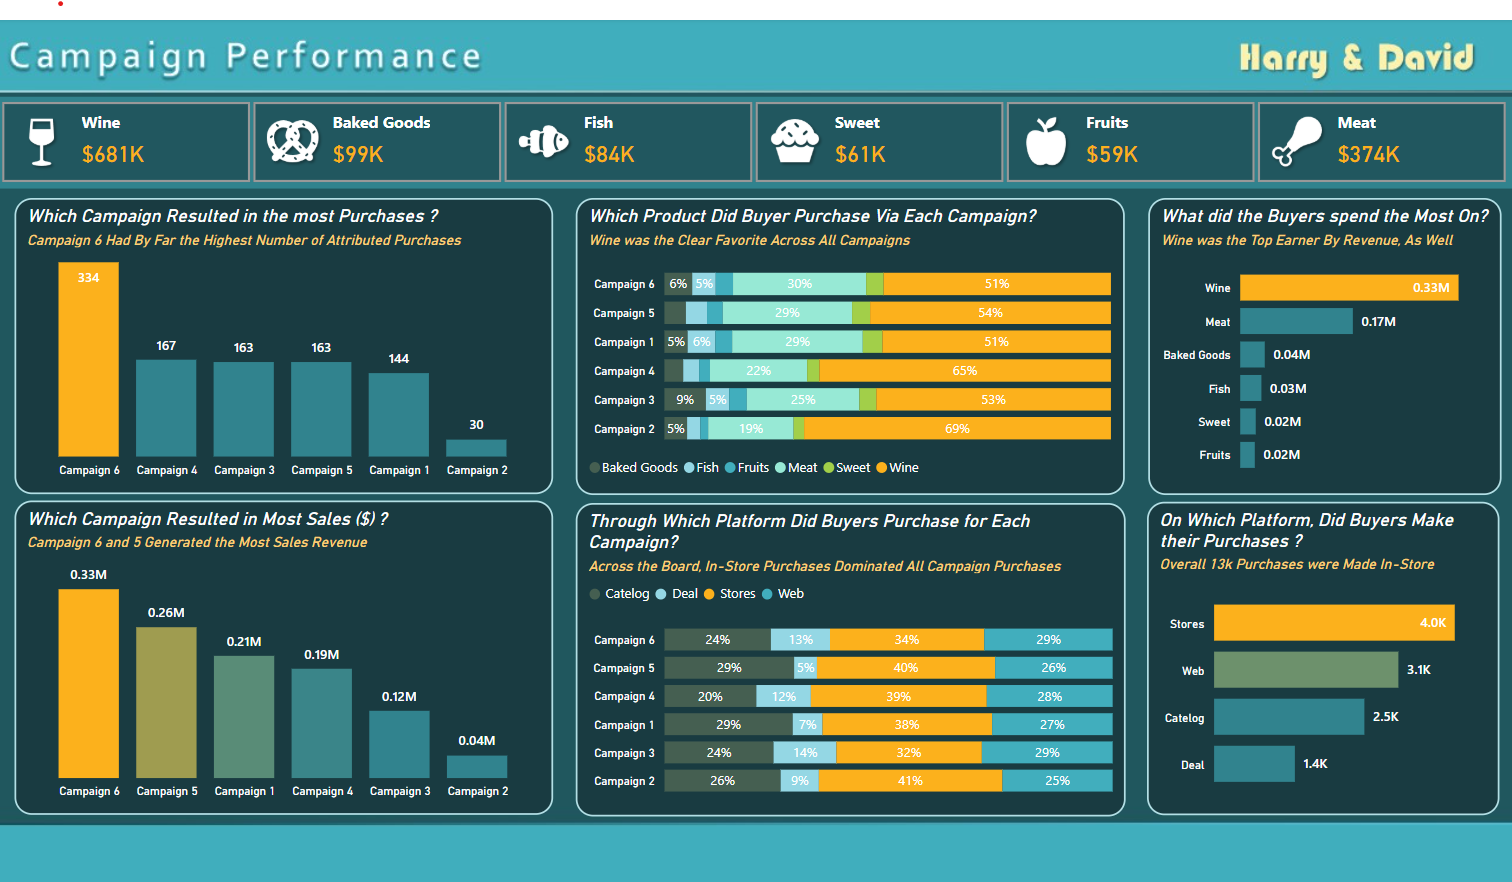 Campaign Performance
Harry & David
Wine
$681K
Baked Goods
$99K
Fish
$84K
Sweet
$61K
Fruits
$59K
Meat
$374K
Which Campaign Resulted in the most Purchases ?
Campaign 6 Had By Far the Highest Number of Attributed Purchases
334
167
163
163
144
30
Campaign 6 Campaign 4 Campaign 3 Campaign 5 Campaign 1 Campaign 2
Which Product Did Buyer Purchase Via Each Campaign?
Wine was the Clear Favorite Across All Campaigns
Campaign 6 6% 5% 30% 51%
Campaign 5 29% 54%
Campaign 1 5% 6% 29% 51%
Campaign 4 22% 65%
Campaign 3 9% 5% 25% 53%
Campaign 2 5% 19% 69%
Baked Goods Fish Fruits Meat Sweet Wine
What did the Buyers spend the Most On?
Wine was the Top Earner By Revenue, As Well
Wine 0.33M
Meat 0.17M
Baked Goods 0.04M
Fish 0.03M
Sweet 0.02M
Fruits 0.02M
Which Campaign Resulted in Most Sales ($) ?
Campaign 6 and 5 Generated the Most Sales Revenue
0.33M
0.26M
0.21M
0.19M
0.12M
0.04M
Campaign 6 Campaign 5 Campaign 1 Campaign 4 Campaign 3 Campaign 2
Through Which Platform Did Buyers Purchase for Each
Campaign?
Across the Board, In-Store Purchases Dominated All Campaign Purchases
Catelog Deal Stores Web
Campaign 6 24% 13% 34% 29%
Campaign 5 29% 5% 40% 26%
Campaign 4 20% 12% 39% 28%
Campaign 1 29% 7% 38% 27%
Campaign 3 24% 14% 32% 29%
Campaign 2 26% 9% 41% 25%
On Which Platform, Did Buyers Make
their Purchases ?
Overall 13k Purchases were Made In-Store
Stores 4.0K
Web 3.1K
Catelog 2.5K
Deal 1.4K